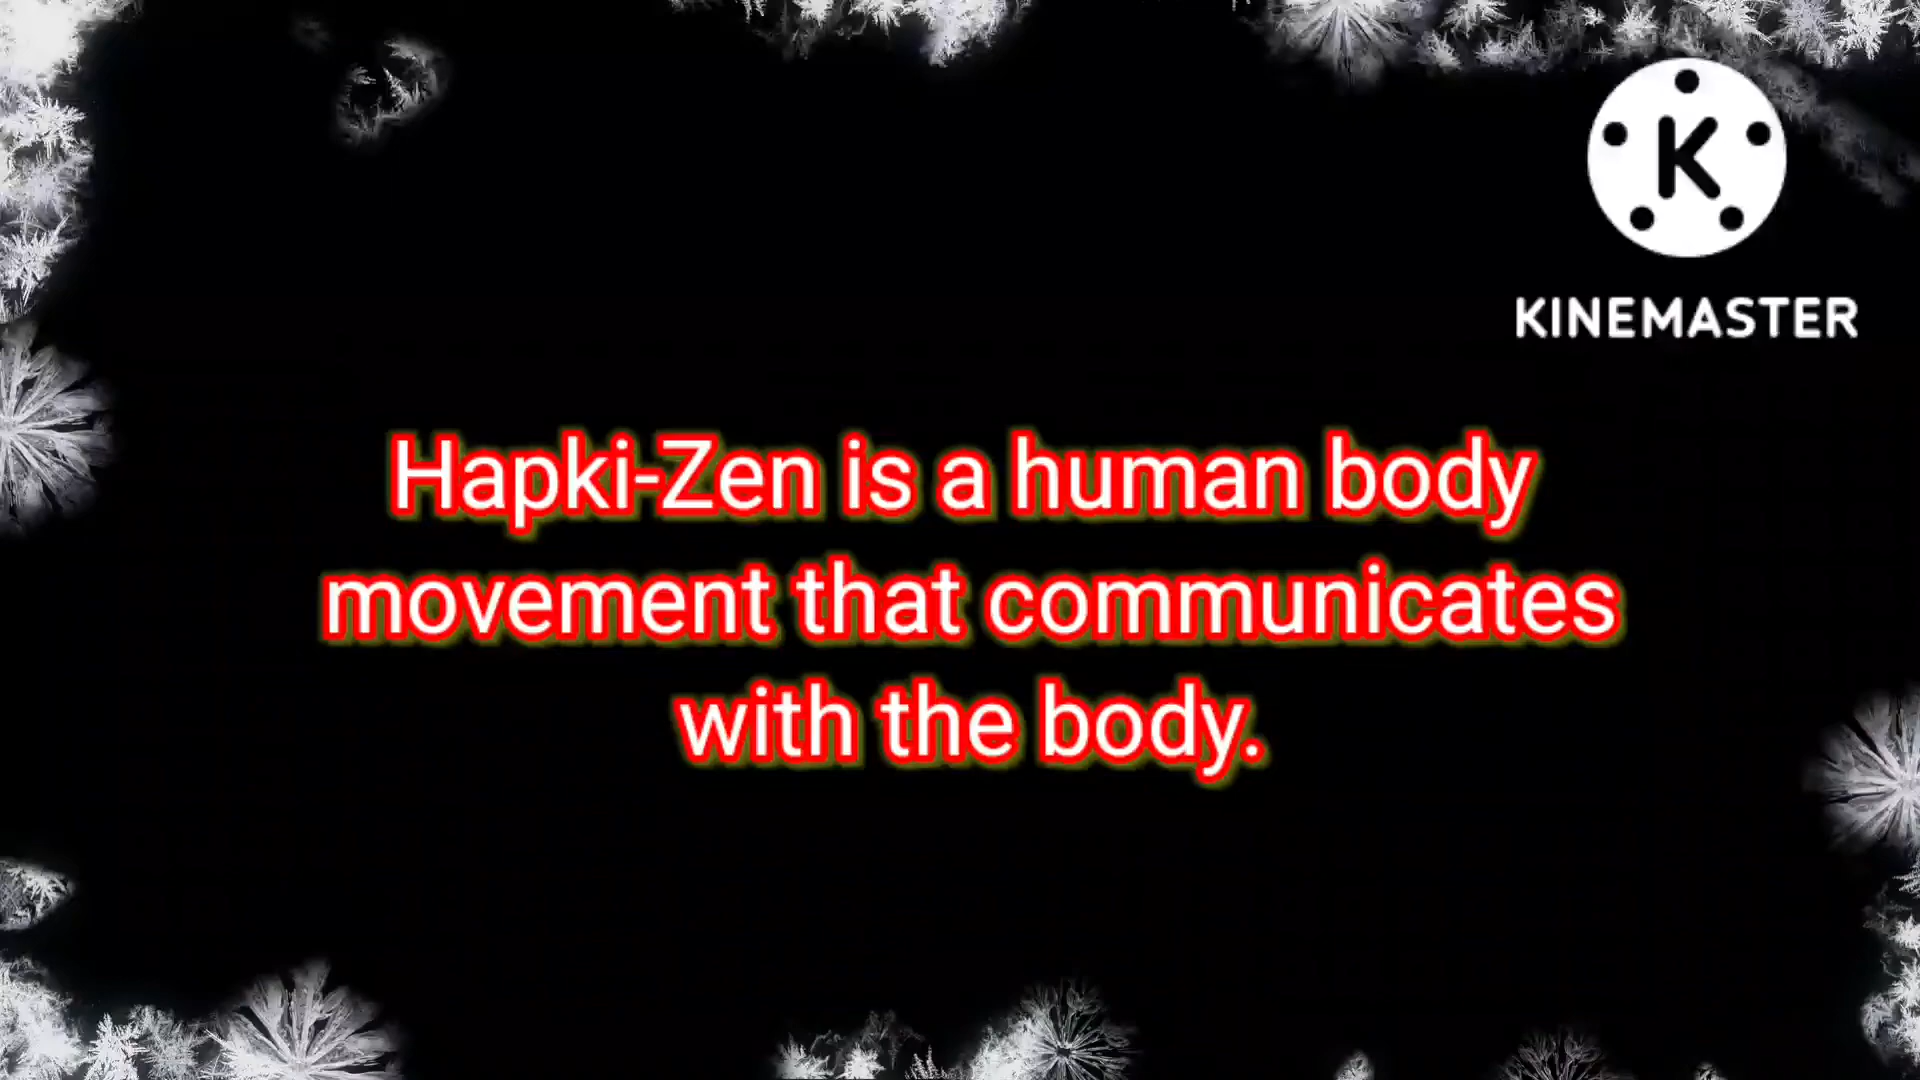 K
KINEMASTER
Hapki-Zen is a human body
movement that communicates
with the body.